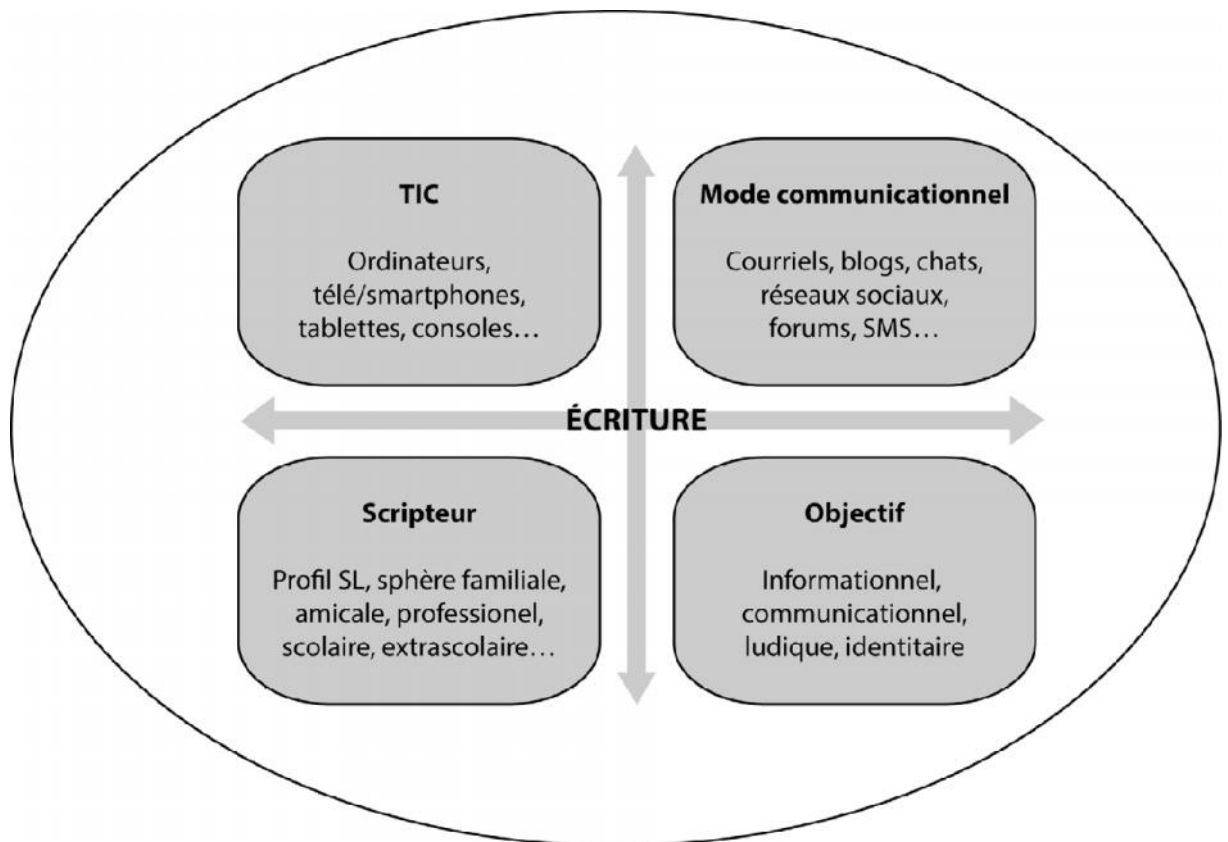 TIC
Ordinateurs,
télé/smartphones,
tablettes, consoles…
Mode communicationnel
Courriels, blogs, chats,
réseaux sociaux,
forums, SMS…
ÉCRITURE
Scripteur
Profil SL, sphère familiale,
amicale, professionel,
scolaire, extrascolaire…
Objectif
Informationnel,
communicationnel,
ludique, identitaire